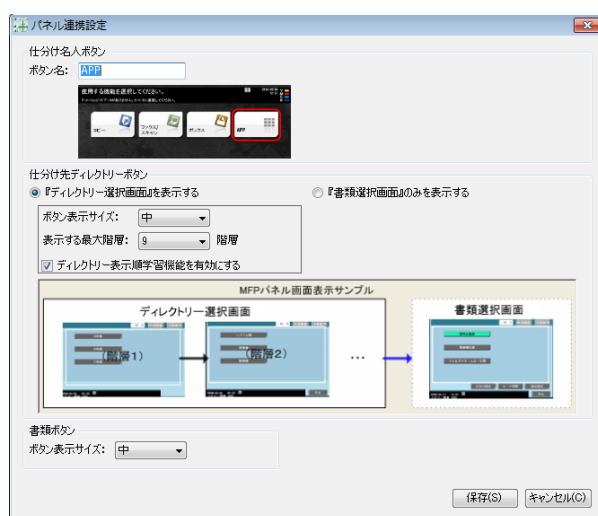 パネル連携設定
仕分け名人ボタン
ボタン名: APP
使用する機能を選択してください。
コピー
ファクス/
スキャン
ボックス
APP
仕分け先ディレクトリーボタン
『ディレクトリー選択画面』を表示する
『書類選択画面』のみを表示する
ボタン表示サイズ: 中
表示する最大階層: 9 階層
ディレクトリー表示順学習機能を有効にする
MFPパネル画面表示サンプル
ディレクトリー選択画面
書類選択画面
(階層1)
(階層2)
...
書類ボタン
ボタン表示サイズ: 中
保存(S)
キャンセル(C)